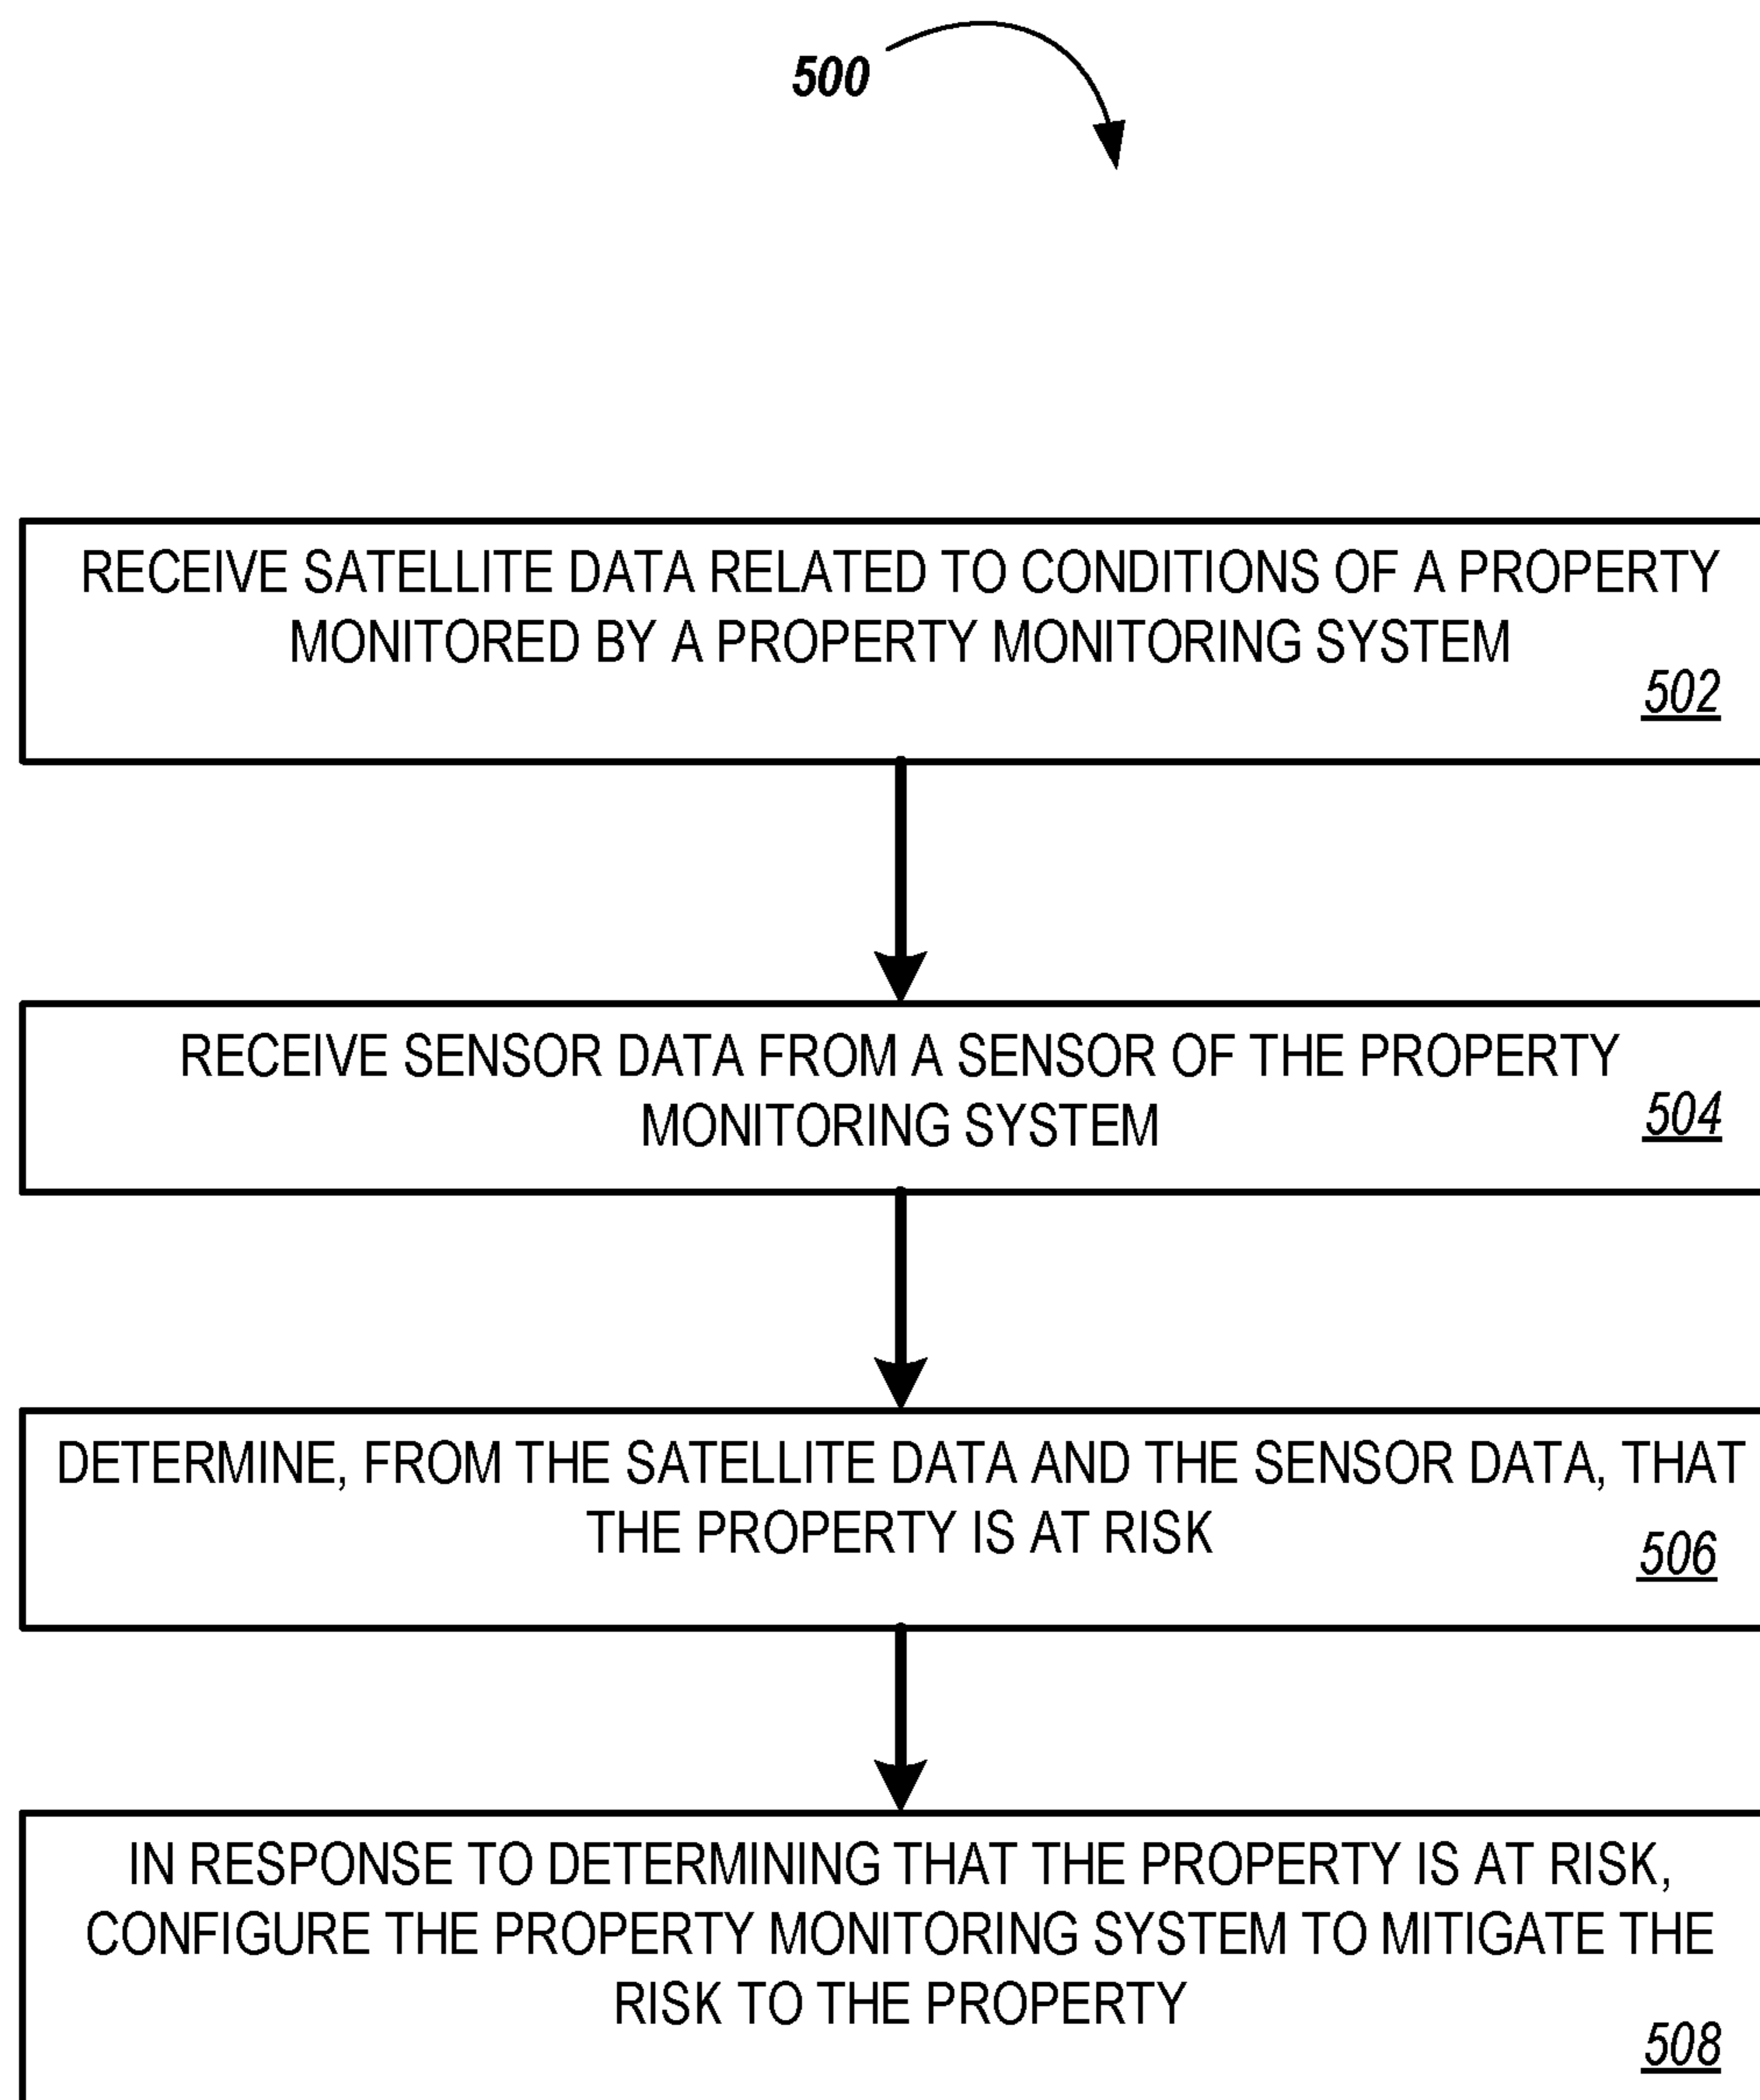 500
RECEIVE SATELLITE DATA RELATED TO CONDITIONS OF A PROPERTY
MONITORED BY A PROPERTY MONITORING SYSTEM
502
RECEIVE SENSOR DATA FROM A SENSOR OF THE PROPERTY
MONITORING SYSTEM
504
DETERMINE, FROM THE SATELLITE DATA AND THE SENSOR DATA, THAT
THE PROPERTY IS AT RISK
506
IN RESPONSE TO DETERMINING THAT THE PROPERTY IS AT RISK,
CONFIGURE THE PROPERTY MONITORING SYSTEM TO MITIGATE THE
RISK TO THE PROPERTY
508